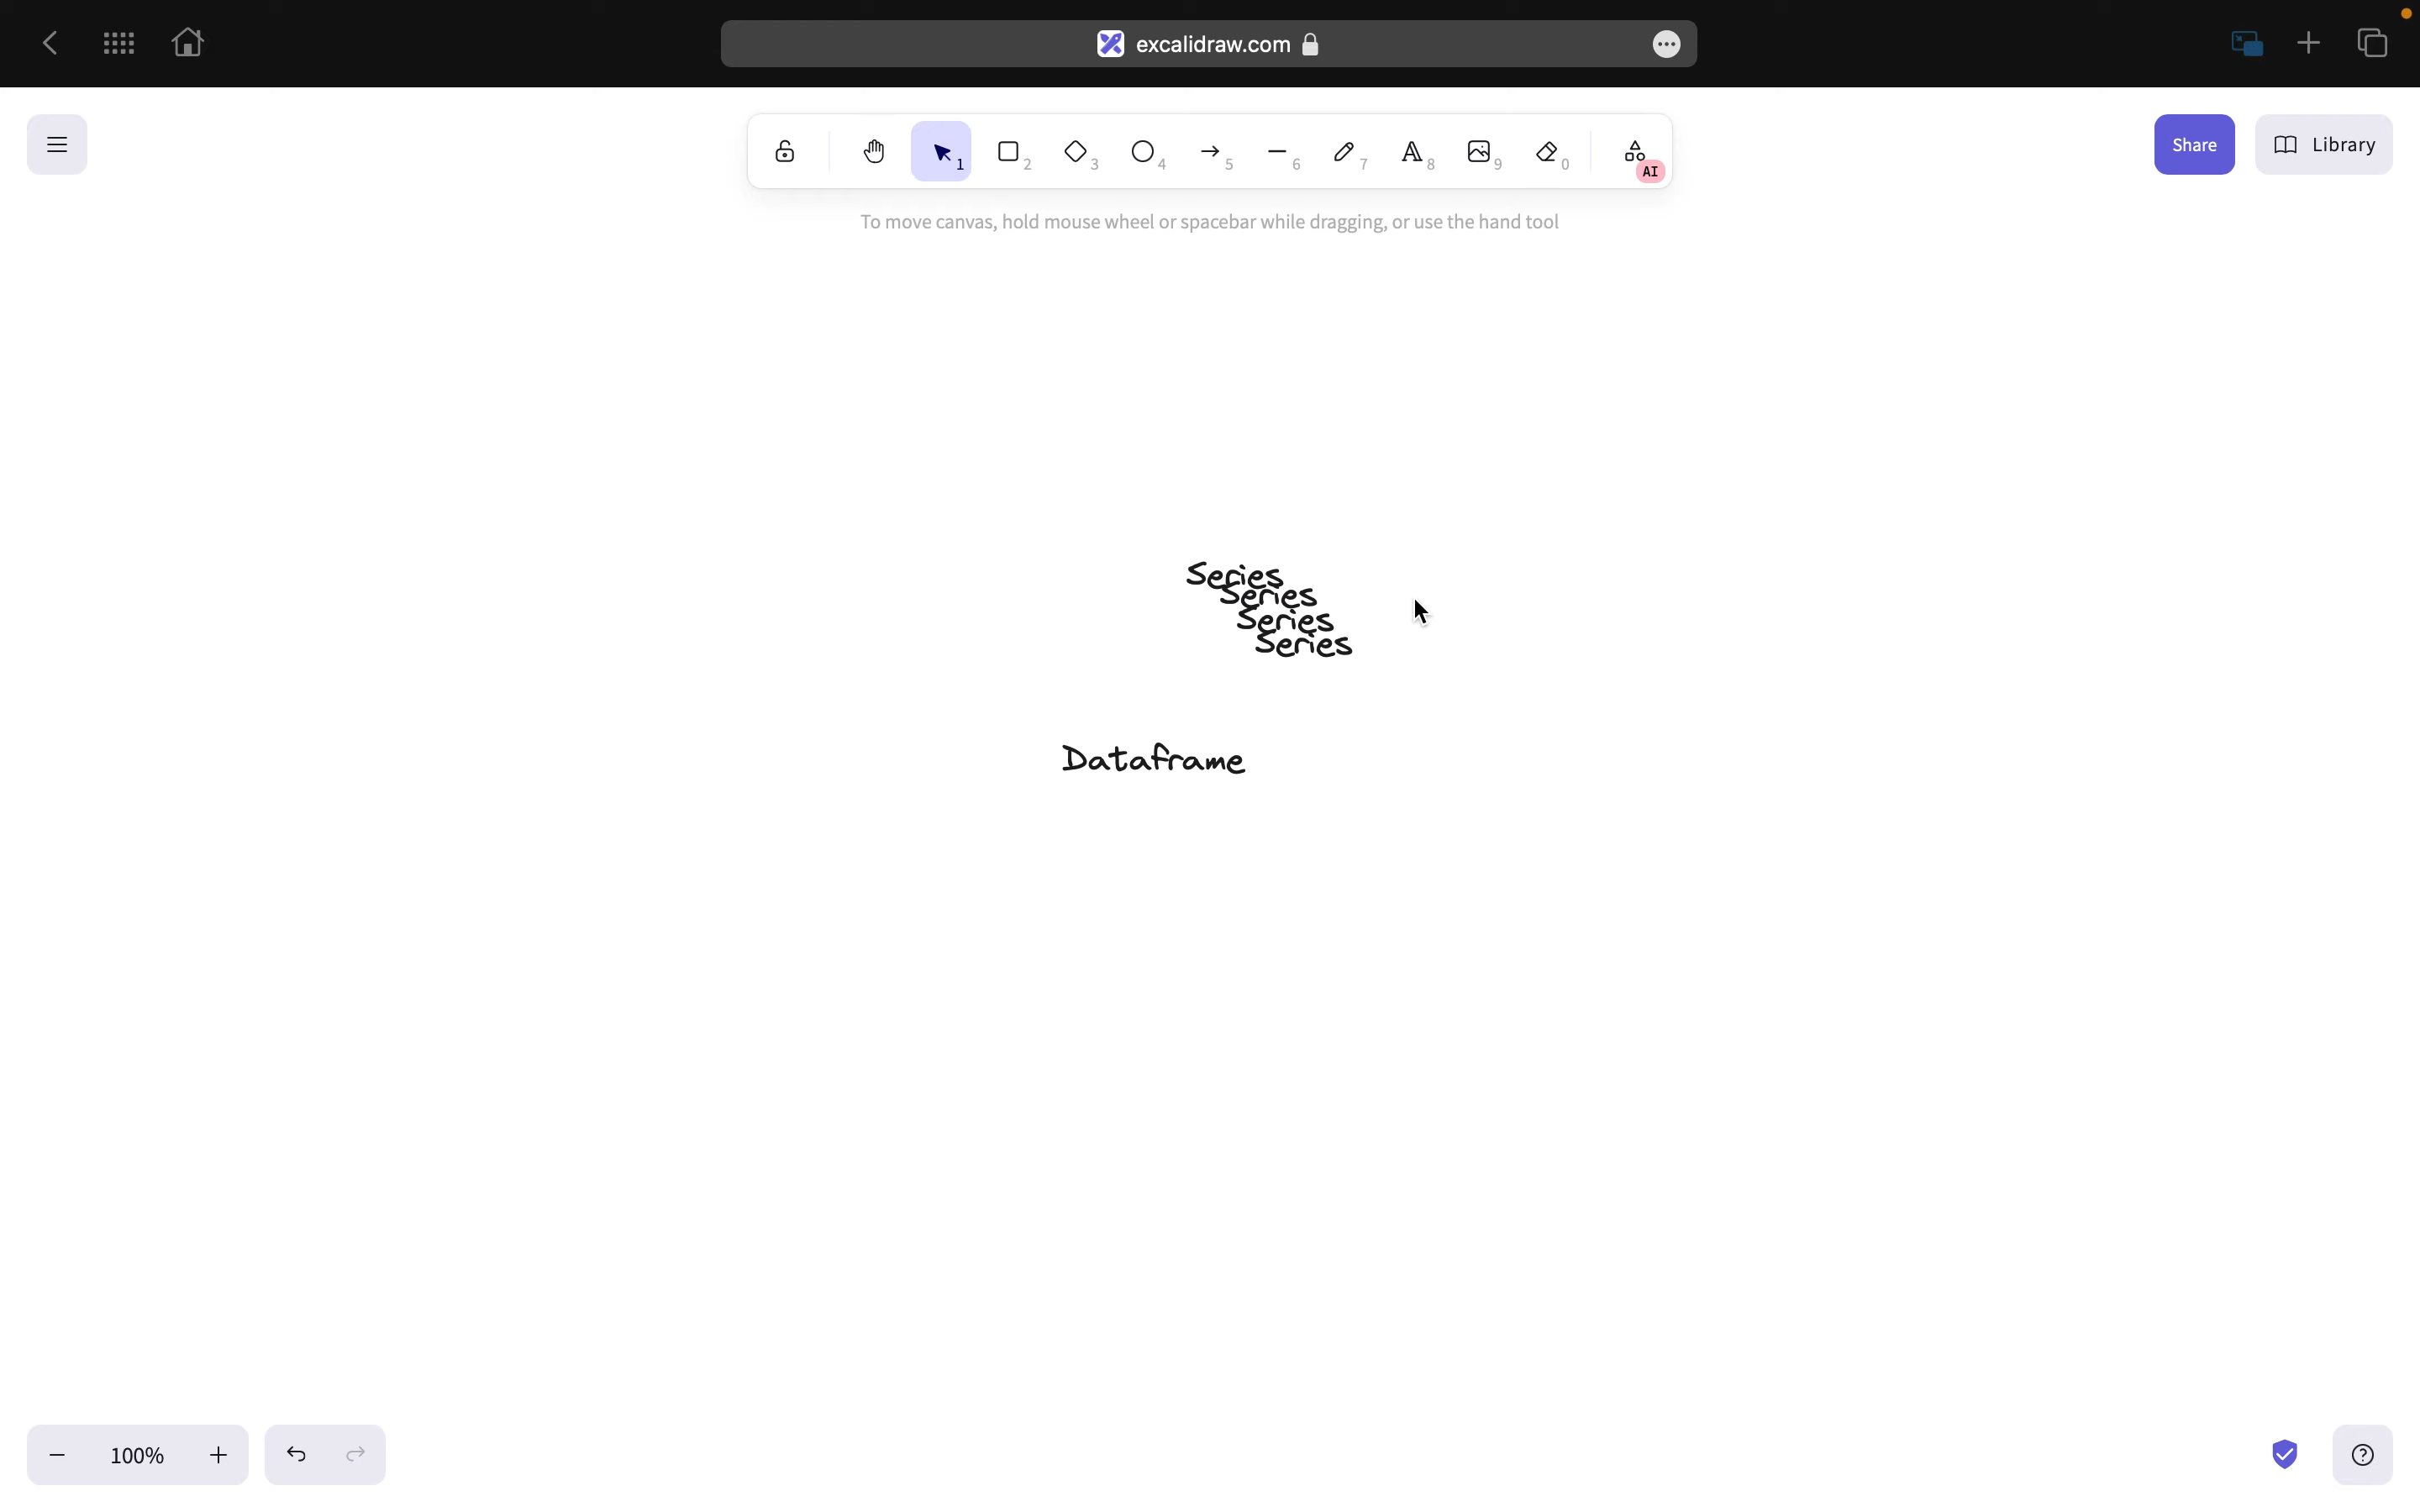 excalidraw.com
1
2
3
4
5
6
7
A 8
9
0
AI
Share
Library
To move canvas, hold mouse wheel or spacebar while dragging, or use the hand tool
Series
Series
Series
Series
Dataframe
100%